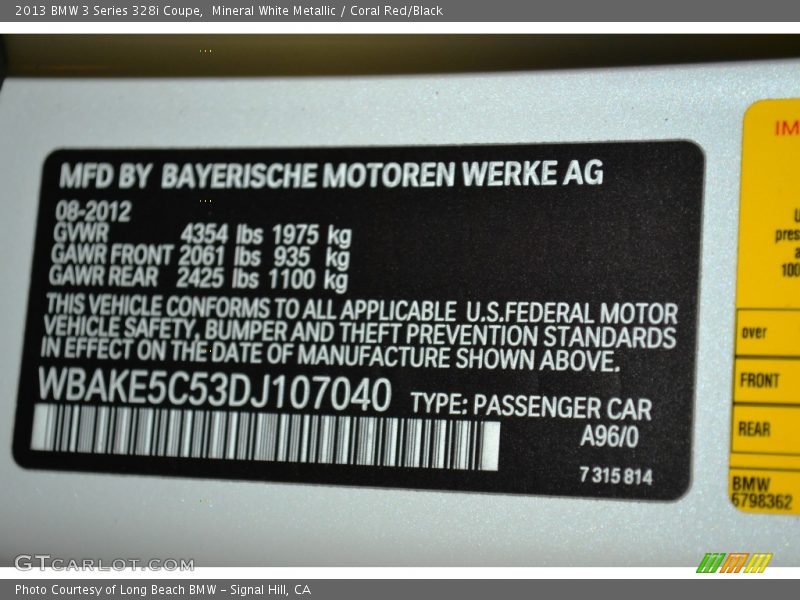 2013 BMW 3 Series 328i Coupe,  Mineral White Metallic / Coral Red/Black
MFD BY BAYERISCHE MOTOREN WERKE AG
08-2012
GVWR 4354 lbs 1975 kg
GAWR FRONT 2061 lbs 935 kg
GAWR REAR 2425 lbs 1100 kg
THIS VEHICLE CONFORMS TO ALL APPLICABLE U.S.FEDERAL MOTOR
VEHICLE SAFETY, BUMPER AND THEFT PREVENTION STANDARDS
IN EFFECT ON THE DATE OF MANUFACTURE SHOWN ABOVE.
WBAKE5C53DJ107040 TYPE: PASSENGER CAR
A96/0
7 315 814
IM
pres
100
over
FRONT
REAR
BMW
6798362
GTCARLOT.COM
Photo Courtesy of Long Beach BMW – Signal Hill, CA